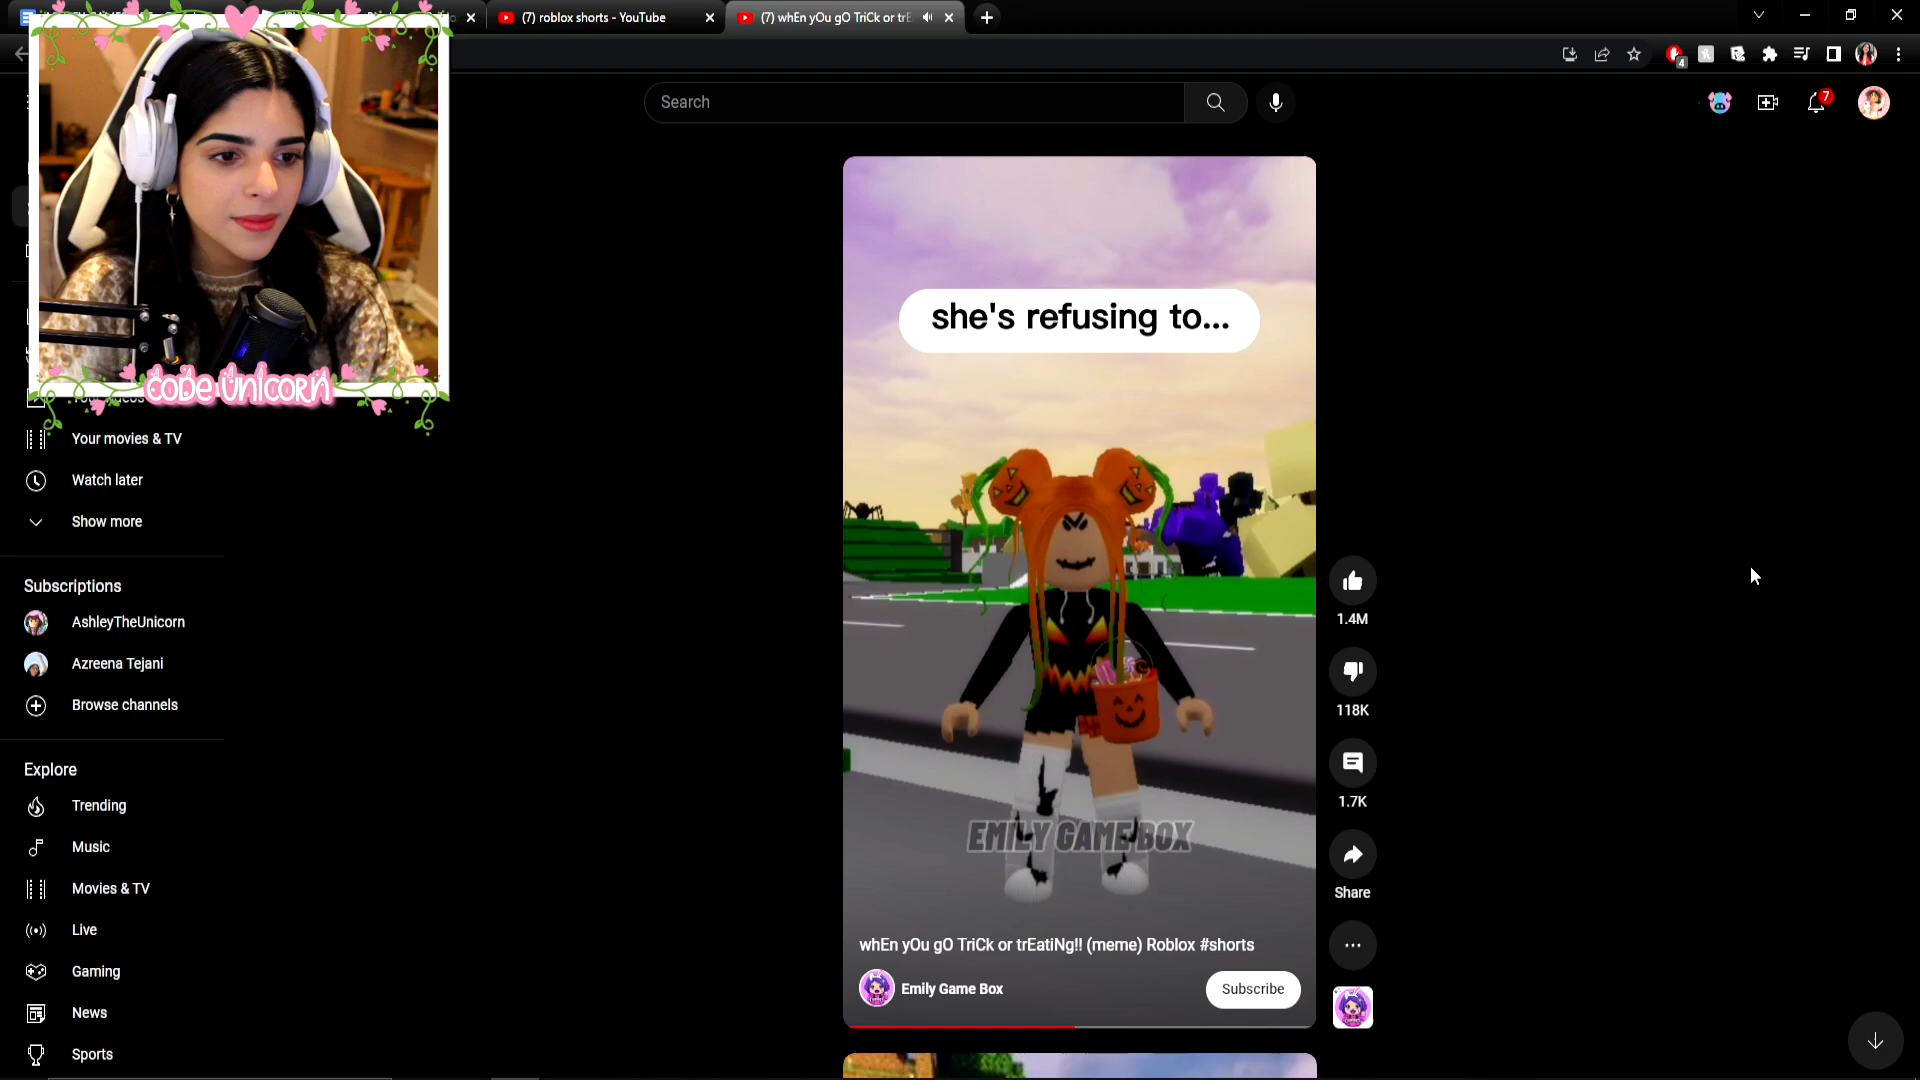 (7) roblox shorts - YouTube
(7) whEn yOu gO TriCk or trE
4
Search
7
CODE UNICORN
Your movies & TV
Watch later
Show more
Subscriptions
AshleyTheUnicorn
Azreena Tejani
Browse channels
Explore
Trending
Music
Movies & TV
Live
Gaming
News
Sports
she's refusing to...
EMILY GAME BOX
whEn yOu gO TriCk or trEatiNg!! (meme) Roblox #shorts
Emily Game Box
Subscribe
1.4M
118K
1.7K
Share